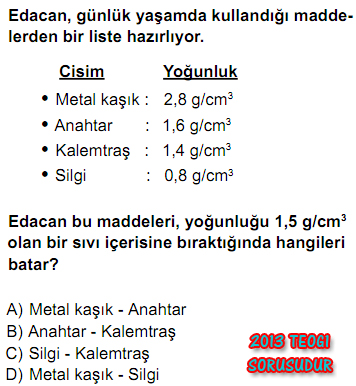 Edacan, günlük yaşamda kullandığı madde-
lerden bir liste hazırlıyor.
Cisim Yoğunluk
• Metal kaşık : 2,8 g/cm³
• Anahtar : 1,6 g/cm³
• Kalemtraş : 1,4 g/cm³
• Silgi : 0,8 g/cm³
Edacan bu maddeleri, yoğunluğu 1,5 g/cm³
olan bir sıvı içerisine bıraktığında hangileri
batar?
A) Metal kaşık - Anahtar
B) Anahtar - Kalemtraş
C) Silgi - Kalemtraş
D) Metal kaşık - Silgi
2013 TEOGI
SORUSUDUR